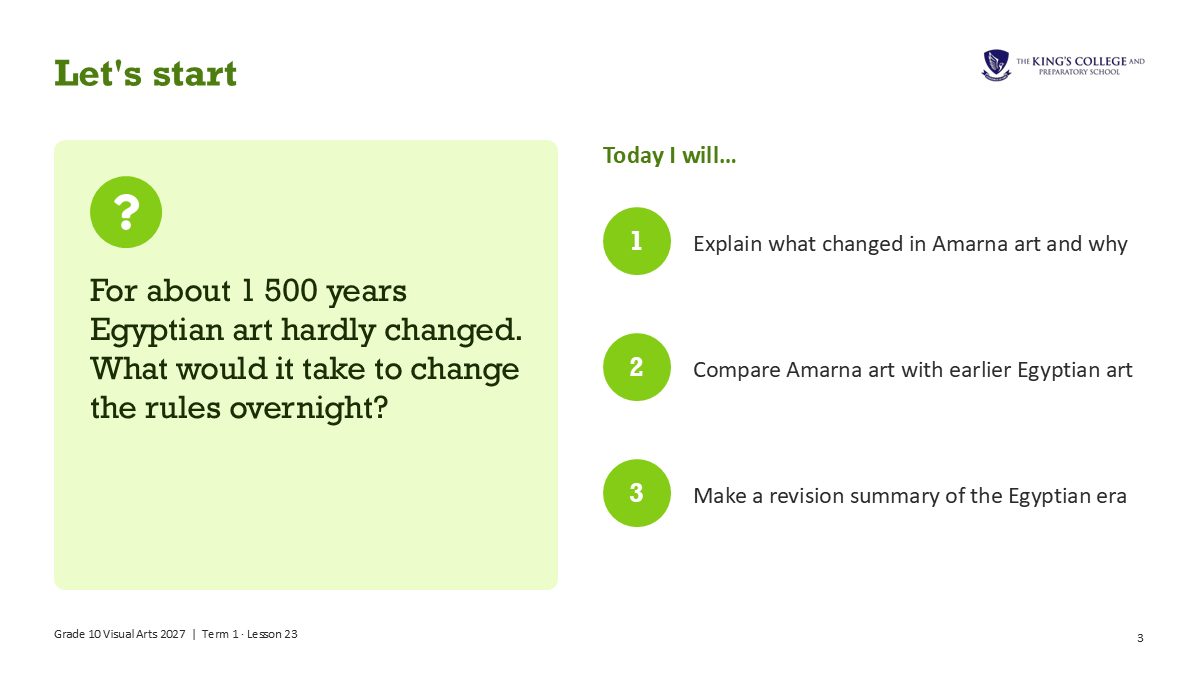 Let's start
THE KING'S COLLEGE AND
PREPARATORY SCHOOL
?
For about 1 500 years
Egyptian art hardly changed.
What would it take to change
the rules overnight?
Today I will...
1 Explain what changed in Amarna art and why
2 Compare Amarna art with earlier Egyptian art
3 Make a revision summary of the Egyptian era
Grade 10 Visual Arts 2027 | Term 1 · Lesson 23
3